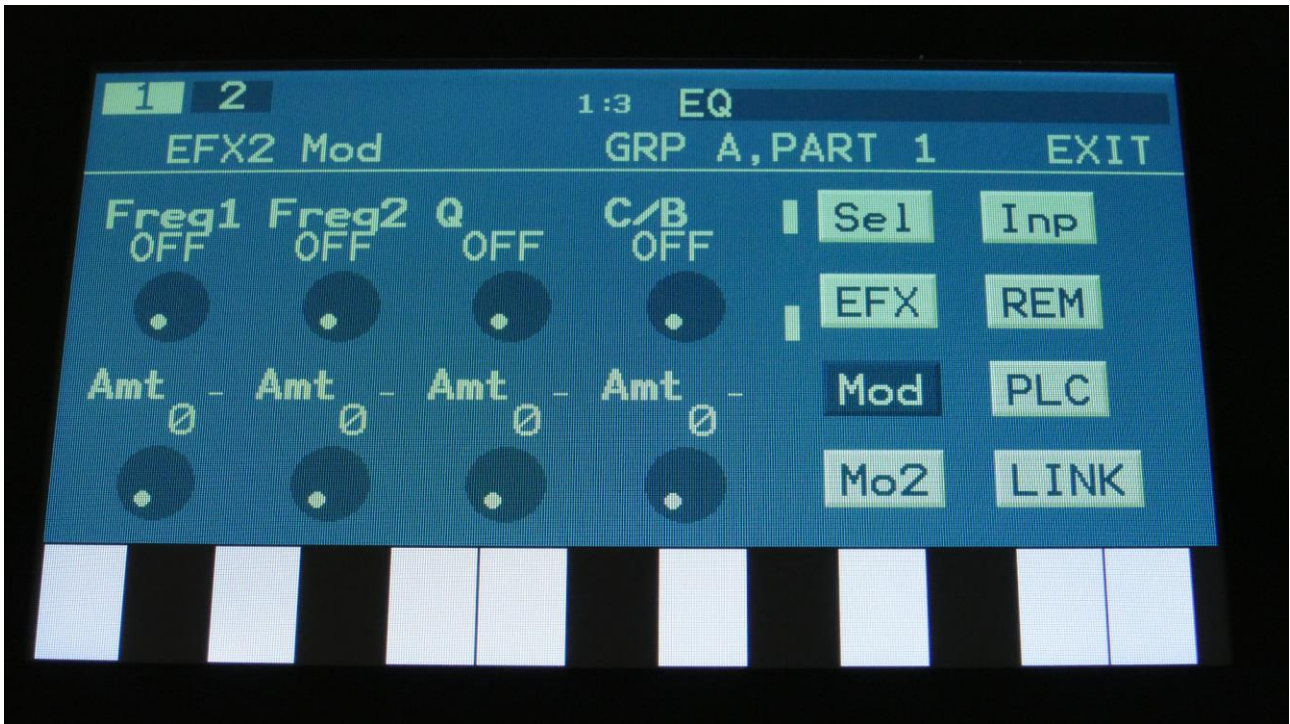 1 2 1:3 EQ
EFX2 Mod GRP A,PART 1 EXIT
Freq1 Freq2 Q C/B Sel Inp
OFF OFF OFF OFF
EFX REM
Amt - Amt - Amt - Amt - Mod PLC
0 0 0 0
Mo2 LINK